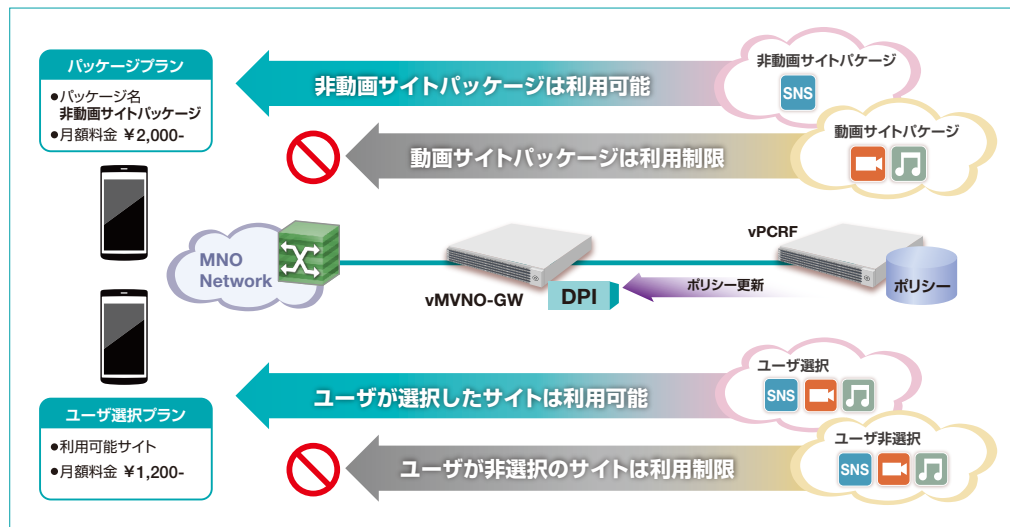 パッケージプラン
●パッケージ名
非動画サイトパッケージ
●月額料金 ¥2,000-
非動画サイトパッケージは利用可能
非動画サイトパケージ
SNS
動画サイトパッケージは利用制限
動画サイトパケージ
MNO
Network
vMVNO-GW
DPI
ポリシー更新
vPCRF
ポリシー
ユーザ選択プラン
●利用可能サイト
●月額料金 ¥1,200-
ユーザが選択したサイトは利用可能
ユーザ選択
SNS
ユーザが非選択のサイトは利用制限
ユーザ非選択
SNS